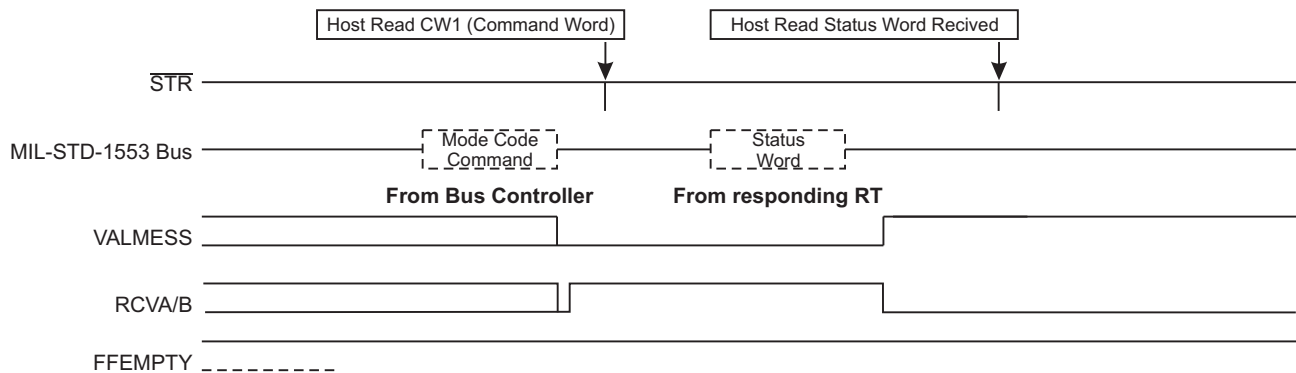 Host Read CW1 (Command Word)
Host Read Status Word Recived
STR
MIL-STD-1553 Bus
Mode Code
Command
Status
Word
From Bus Controller
From responding RT
VALMESS
RCVA/B
FFEMPTY